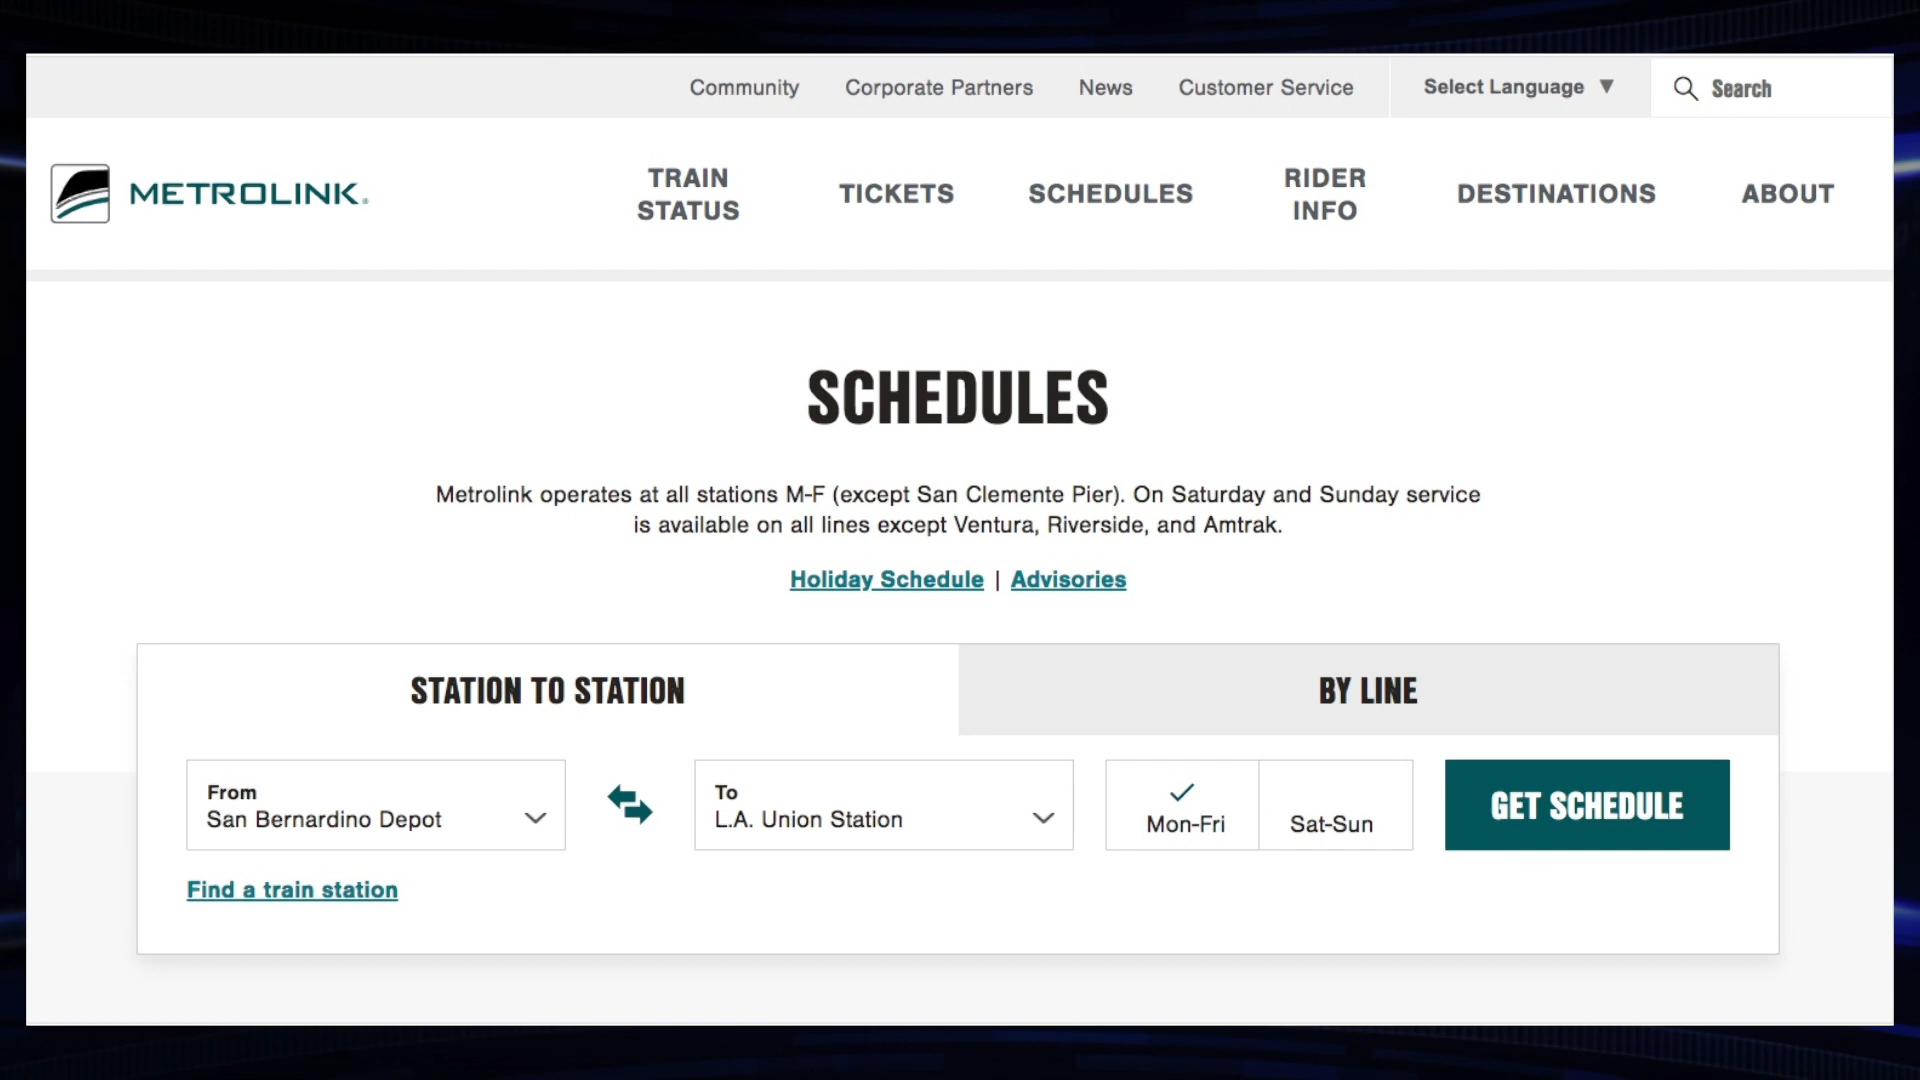 Community Corporate Partners News Customer Service Select Language ▼ Search
METROLINK®
TRAIN STATUS
TICKETS
SCHEDULES
RIDER INFO
DESTINATIONS
ABOUT
SCHEDULES
Metrolink operates at all stations M-F (except San Clemente Pier). On Saturday and Sunday service
is available on all lines except Ventura, Riverside, and Amtrak.
Holiday Schedule | Advisories
STATION TO STATION
BY LINE
From
San Bernardino Depot
To
L.A. Union Station
Mon-Fri
Sat-Sun
GET SCHEDULE
Find a train station